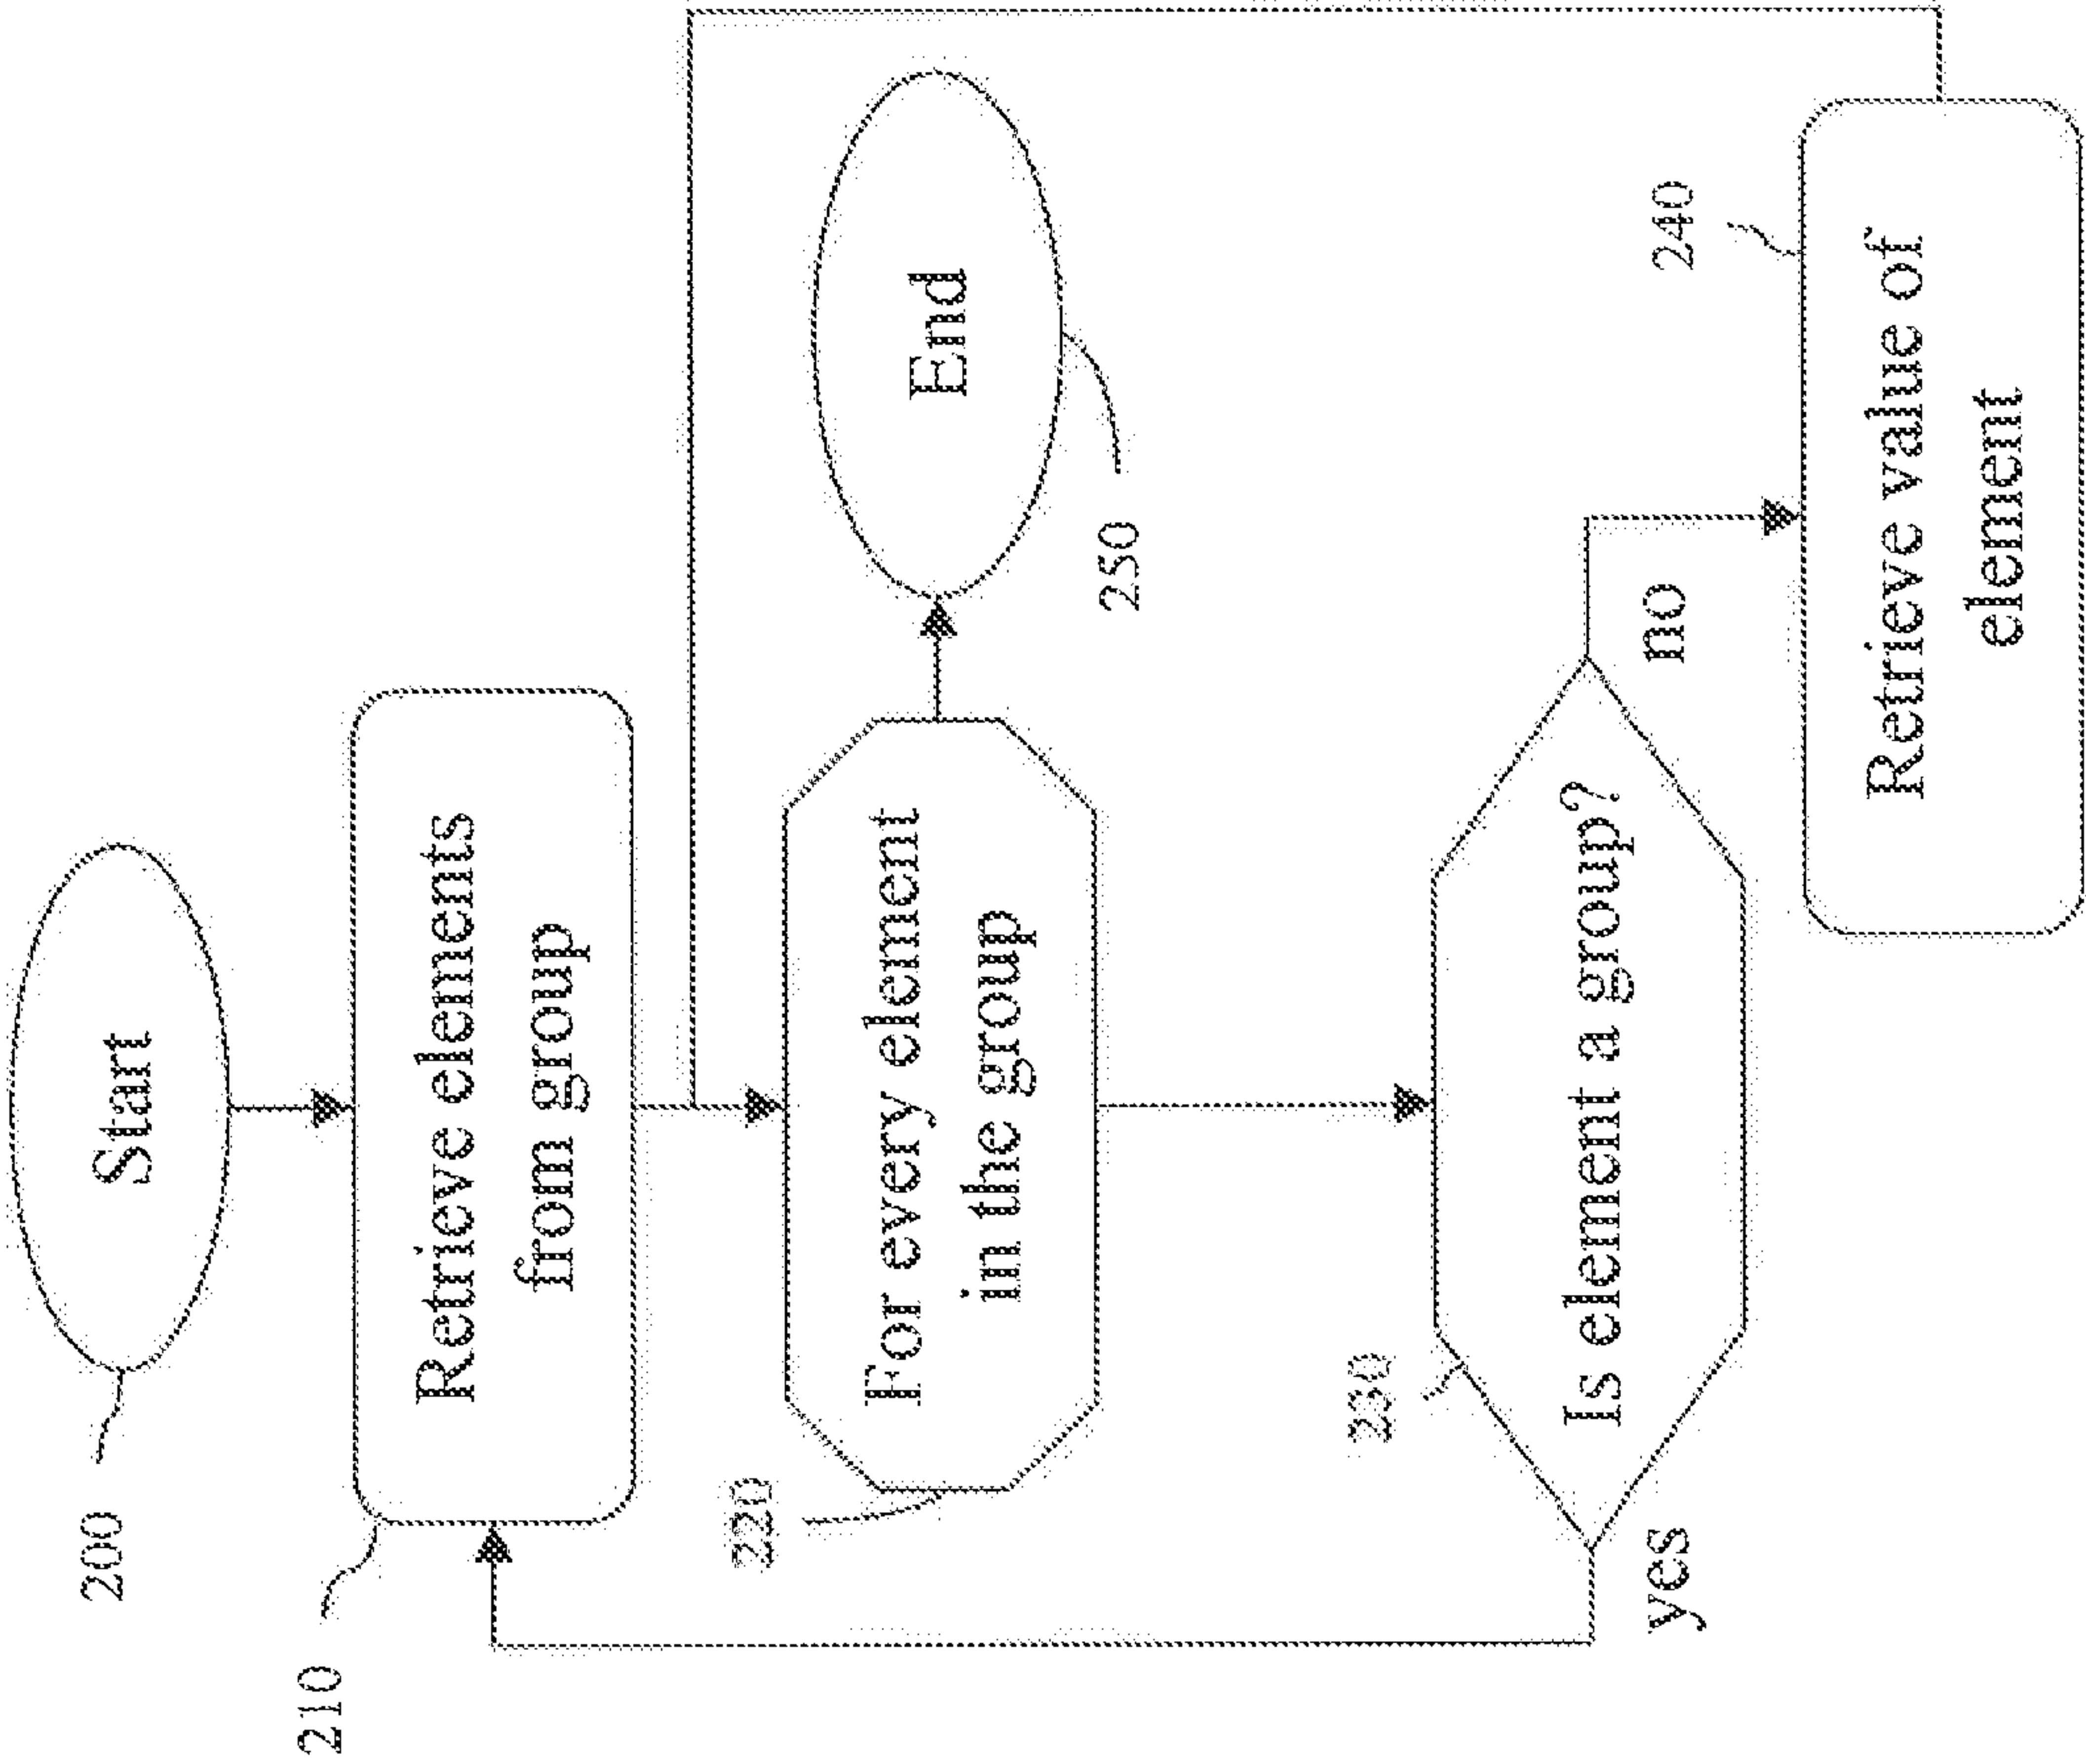 200
Start
210
Retrieve elements
from group
220
For every element
in the group
End
250
230
Is element a group?
yes
no
240
Retrieve value of
element